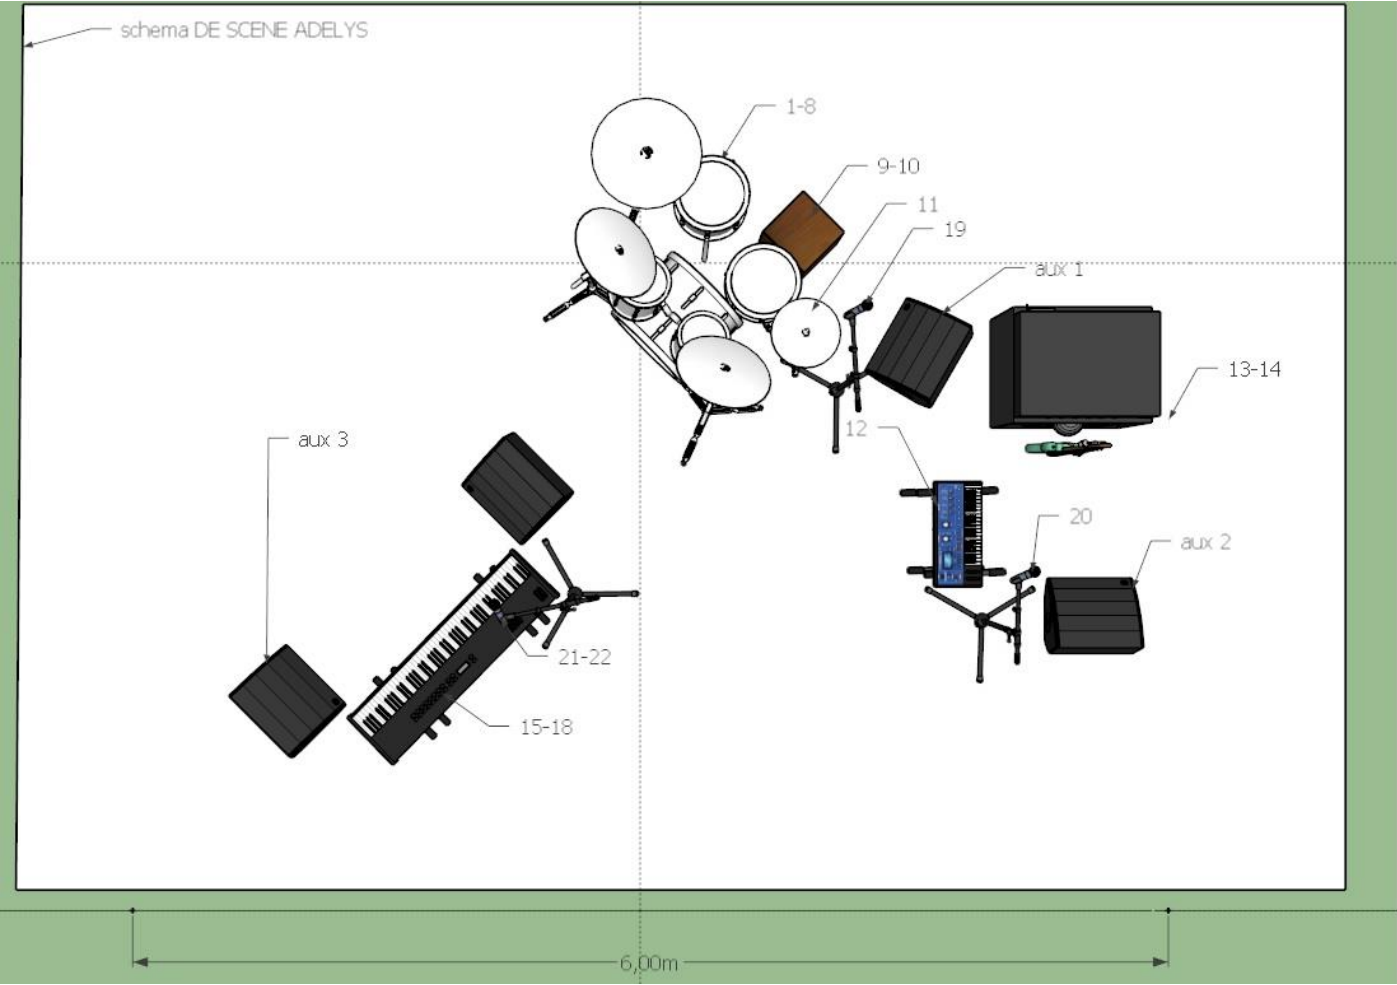 schema DE SCENE ADELYS
1-8
9-10
11
19
aux 1
13-14
12
aux 3
20
aux 2
21-22
15-18
6,00m